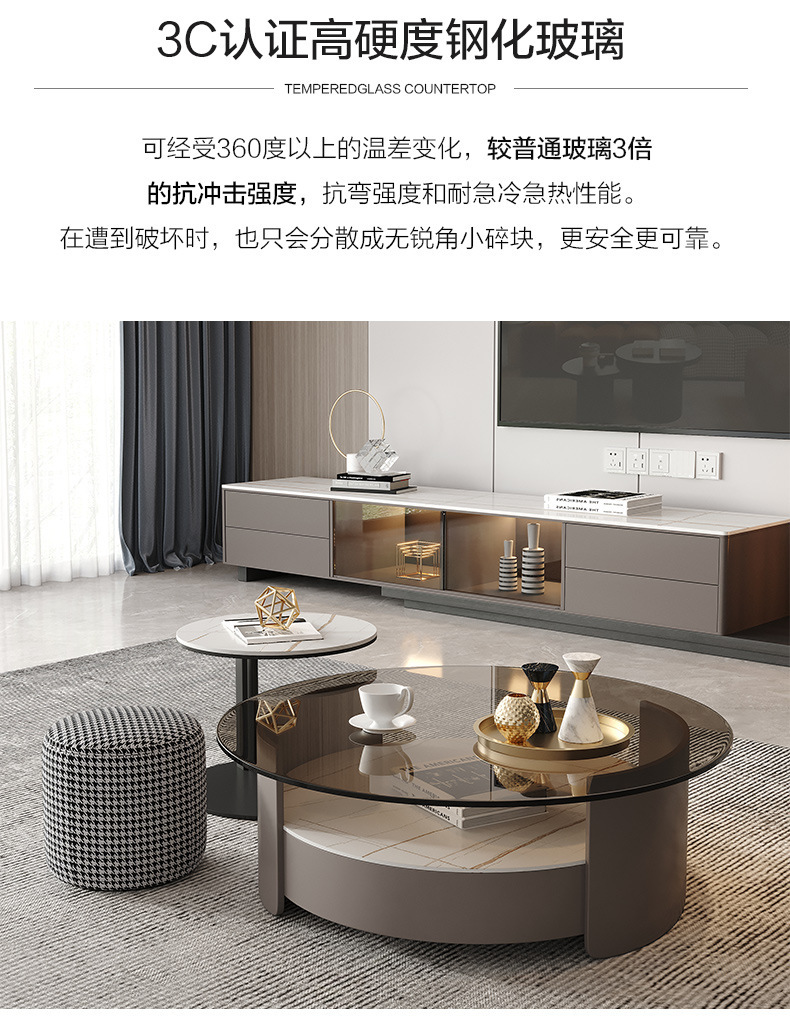 3C认证高硬度钢化玻璃
TEMPEREDGLASS COUNTERTOP
可经受360度以上的温差变化，较普通玻璃3倍
的抗冲击强度，抗弯强度和耐急冷急热性能。
在遭到破坏时，也只会分散成无锐角小碎块，更安全更可靠。
THE AMERICANS